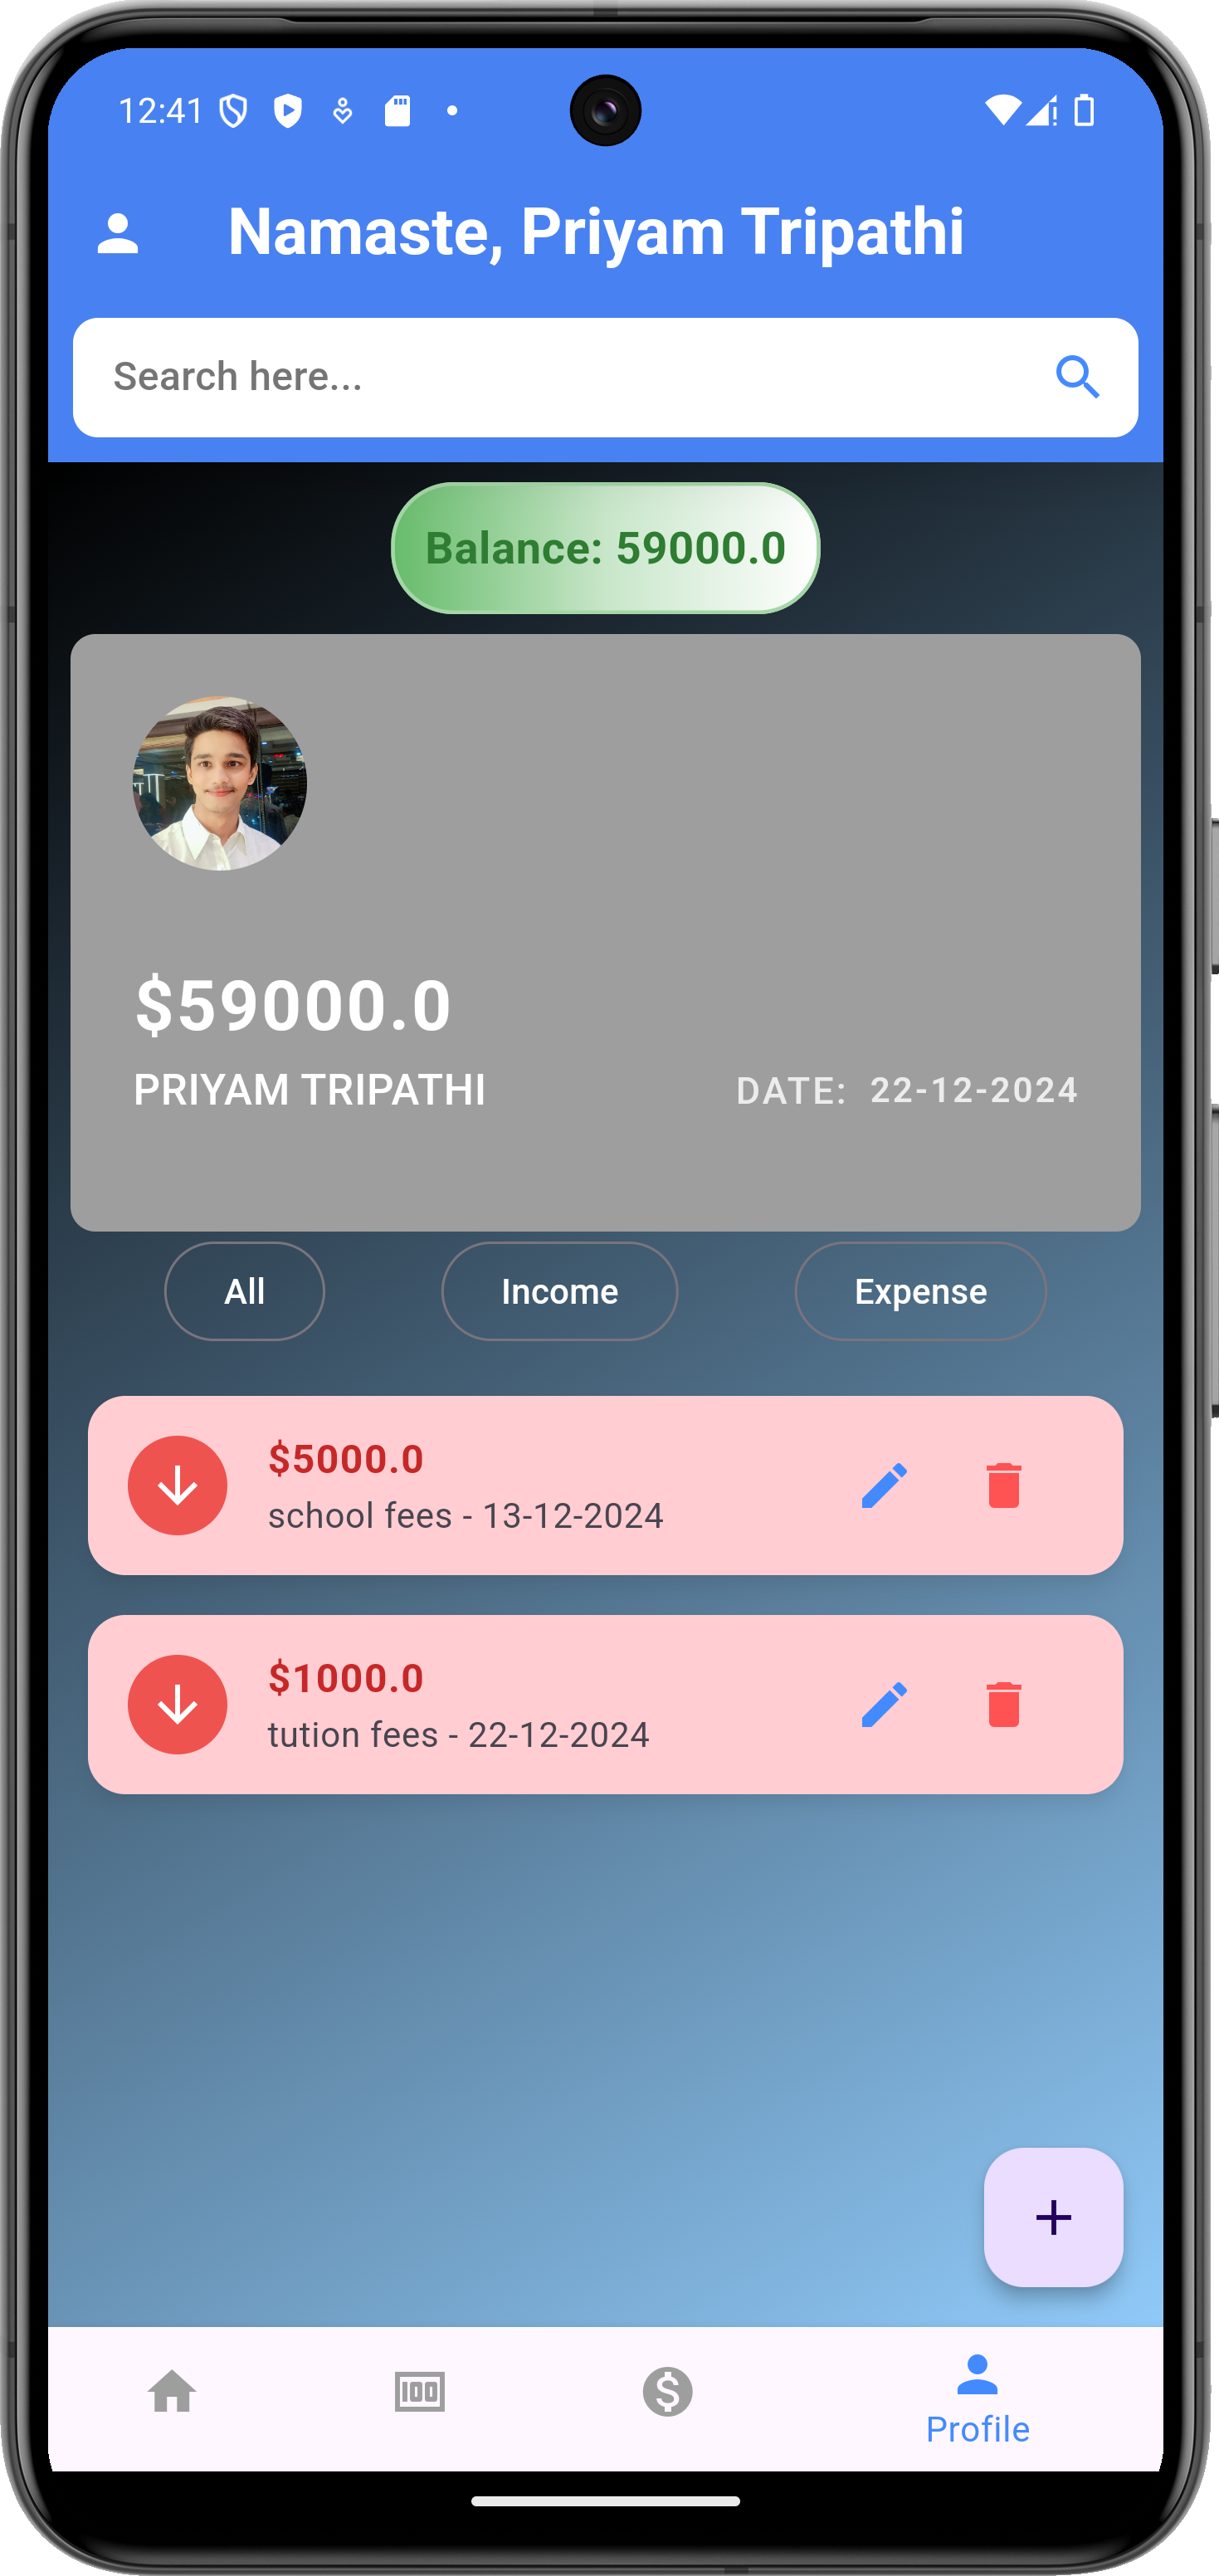 12:41
Namaste, Priyam Tripathi
Search here...
Balance: 59000.0
$59000.0
PRIYAM TRIPATHI
DATE: 22-12-2024
All Income Expense
$5000.0
school fees - 13-12-2024
$1000.0
tution fees - 22-12-2024
Profile